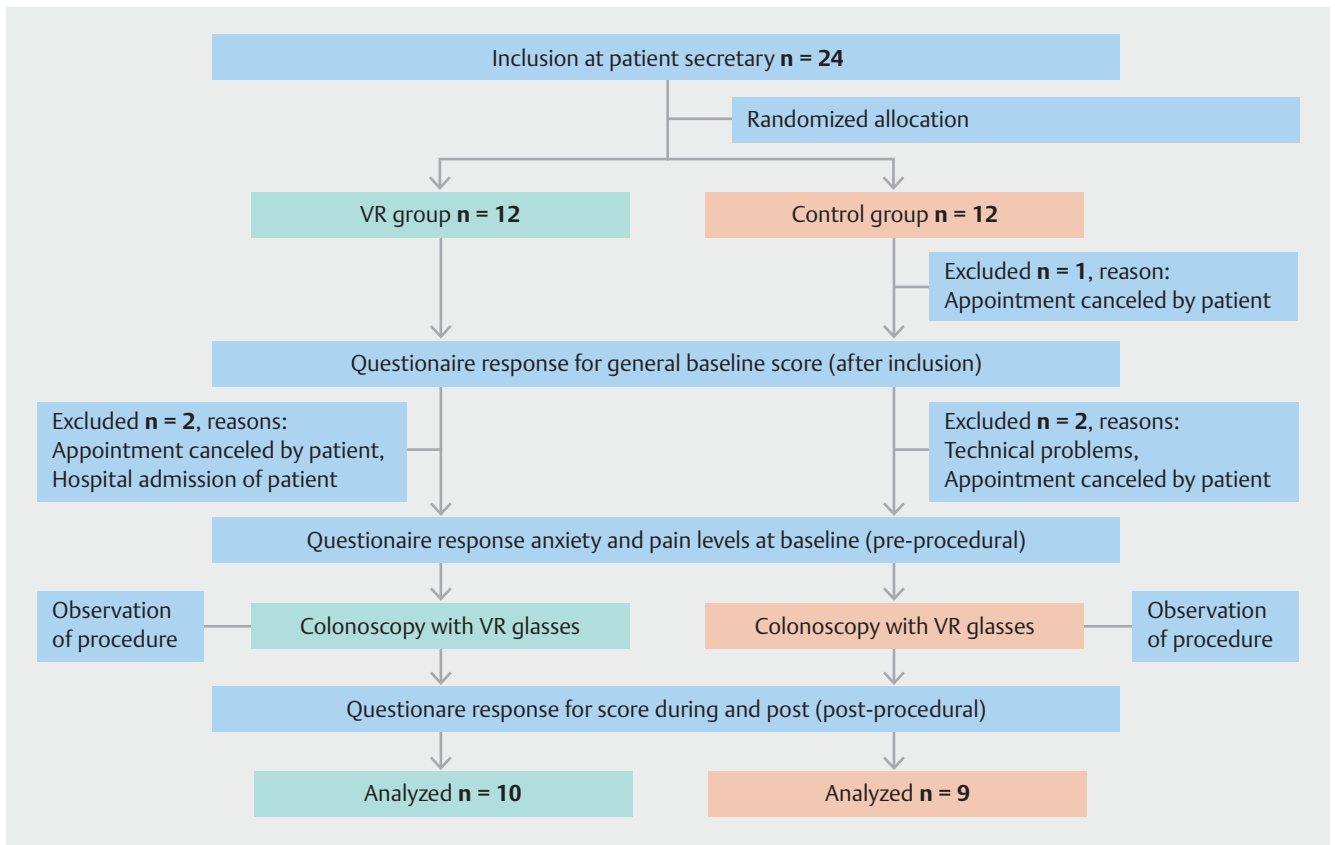 Inclusion at patient secretary n = 24
Randomized allocation
VR group n = 12
Control group n = 12
Excluded n = 1, reason:
Appointment canceled by patient
Questionaire response for general baseline score (after inclusion)
Excluded n = 2, reasons:
Appointment canceled by patient,
Hospital admission of patient
Excluded n = 2, reasons:
Technical problems,
Appointment canceled by patient
Questionaire response anxiety and pain levels at baseline (pre-procedural)
Observation
of procedure
Colonoscopy with VR glasses
Colonoscopy with VR glasses
Observation
of procedure
Questionare response for score during and post (post-procedural)
Analyzed n = 10
Analyzed n = 9